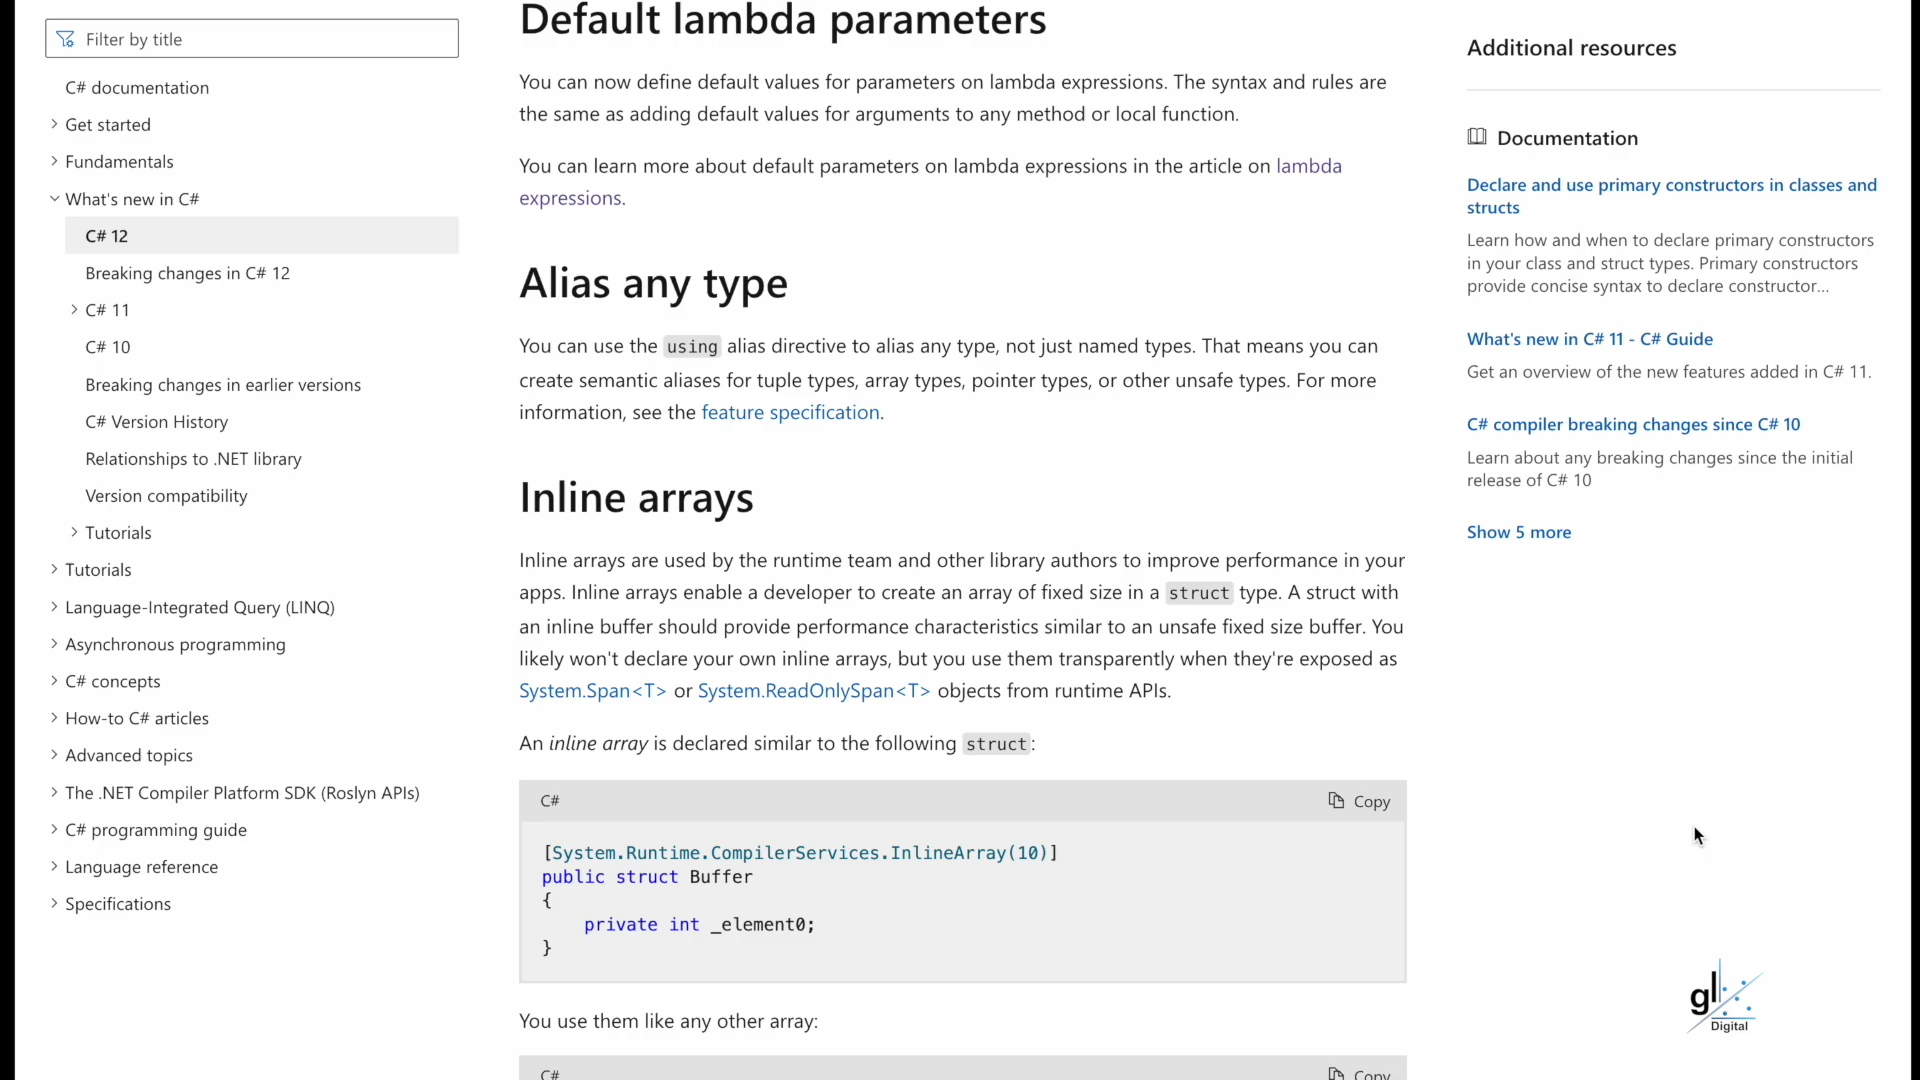 Filter by title
C# documentation
Get started
Fundamentals
What's new in C#
C# 12
Breaking changes in C# 12
C# 11
C# 10
Breaking changes in earlier versions
C# Version History
Relationships to .NET library
Version compatibility
Tutorials
Tutorials
Language-Integrated Query (LINQ)
Asynchronous programming
C# concepts
How-to C# articles
Advanced topics
The .NET Compiler Platform SDK (Roslyn APIs)
C# programming guide
Language reference
Specifications
Default lambda parameters
You can now define default values for parameters on lambda expressions. The syntax and rules are
the same as adding default values for arguments to any method or local function.
You can learn more about default parameters on lambda expressions in the article on lambda
expressions.
Alias any type
You can use the using alias directive to alias any type, not just named types. That means you can
create semantic aliases for tuple types, array types, pointer types, or other unsafe types. For more
information, see the feature specification.
Inline arrays
Inline arrays are used by the runtime team and other library authors to improve performance in your
apps. Inline arrays enable a developer to create an array of fixed size in a struct type. A struct with
an inline buffer should provide performance characteristics similar to an unsafe fixed size buffer. You
likely won't declare your own inline arrays, but you use them transparently when they're exposed as
System.Span<T> or System.ReadOnlySpan<T> objects from runtime APIs.
An inline array is declared similar to the following struct:
C# Copy
[System.Runtime.CompilerServices.InlineArray(10)]
public struct Buffer
{
    private int _element0;
}
You use them like any other array:
C# Copy
Additional resources
Documentation
Declare and use primary constructors in classes and
structs
Learn how and when to declare primary constructors
in your class and struct types. Primary constructors
provide concise syntax to declare constructor...
What's new in C# 11 - C# Guide
Get an overview of the new features added in C# 11.
C# compiler breaking changes since C# 10
Learn about any breaking changes since the initial
release of C# 10
Show 5 more
gl
Digital